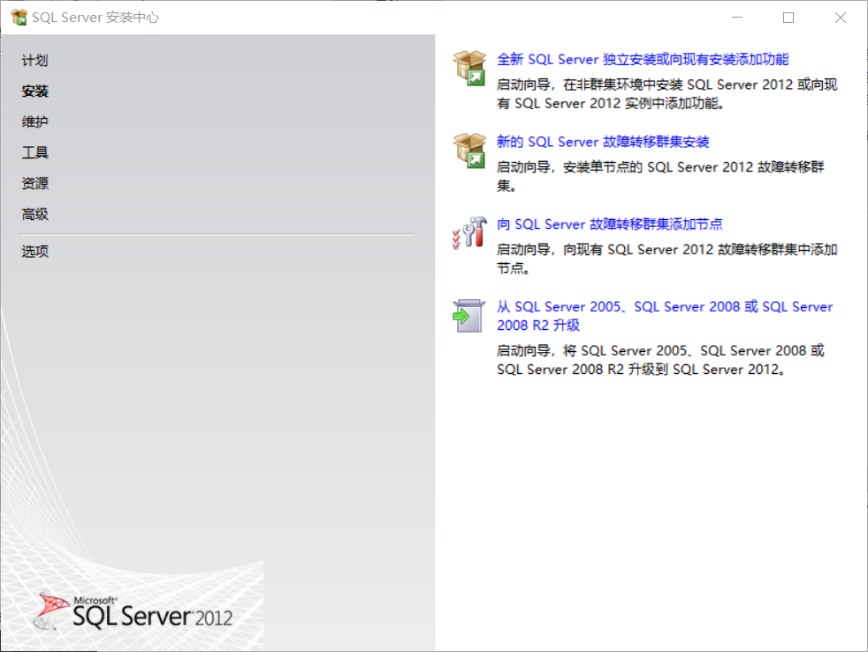 SQL Server 安装中心
计划
安装
维护
工具
资源
高级
选项
全新 SQL Server 独立安装或向现有安装添加功能
启动向导，在非群集环境中安装 SQL Server 2012 或向现
有 SQL Server 2012 实例中添加功能。
新的 SQL Server 故障转移群集安装
启动向导，安装单节点的 SQL Server 2012 故障转移群
集。
向 SQL Server 故障转移群集添加节点
启动向导，向现有 SQL Server 2012 故障转移群集中添加
节点。
从 SQL Server 2005、SQL Server 2008 或 SQL Server
2008 R2 升级
启动向导，将 SQL Server 2005、SQL Server 2008 或
SQL Server 2008 R2 升级到 SQL Server 2012。
Microsoft®
SQL Server® 2012